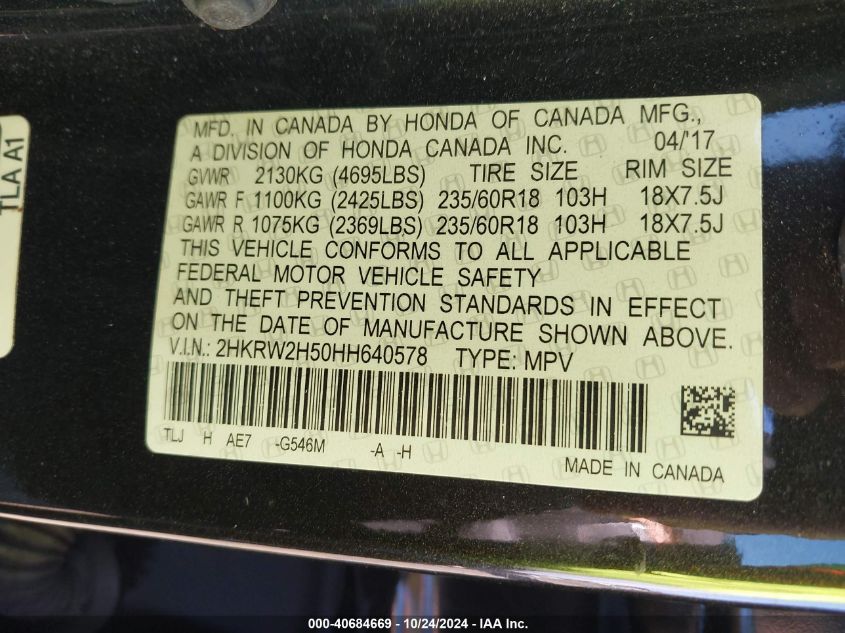 TLA A1
MFD. IN CANADA BY HONDA OF CANADA MFG.,
A DIVISION OF HONDA CANADA INC. 04/'17
GVWR 2130KG (4695LBS) TIRE SIZE RIM SIZE
GAWR F 1100KG (2425LBS) 235/60R18 103H 18X7.5J
GAWR R 1075KG (2369LBS) 235/60R18 103H 18X7.5J
THIS VEHICLE CONFORMS TO ALL APPLICABLE
FEDERAL MOTOR VEHICLE SAFETY
AND THEFT PREVENTION STANDARDS IN EFFECT
ON THE DATE OF MANUFACTURE SHOWN ABOVE.
V.I.N.: 2HKRW2H50HH640578 TYPE: MPV
TLJ H AE7 -G546M -A -H
MADE IN CANADA
000-40684669 - 10/24/2024 - IAA Inc.